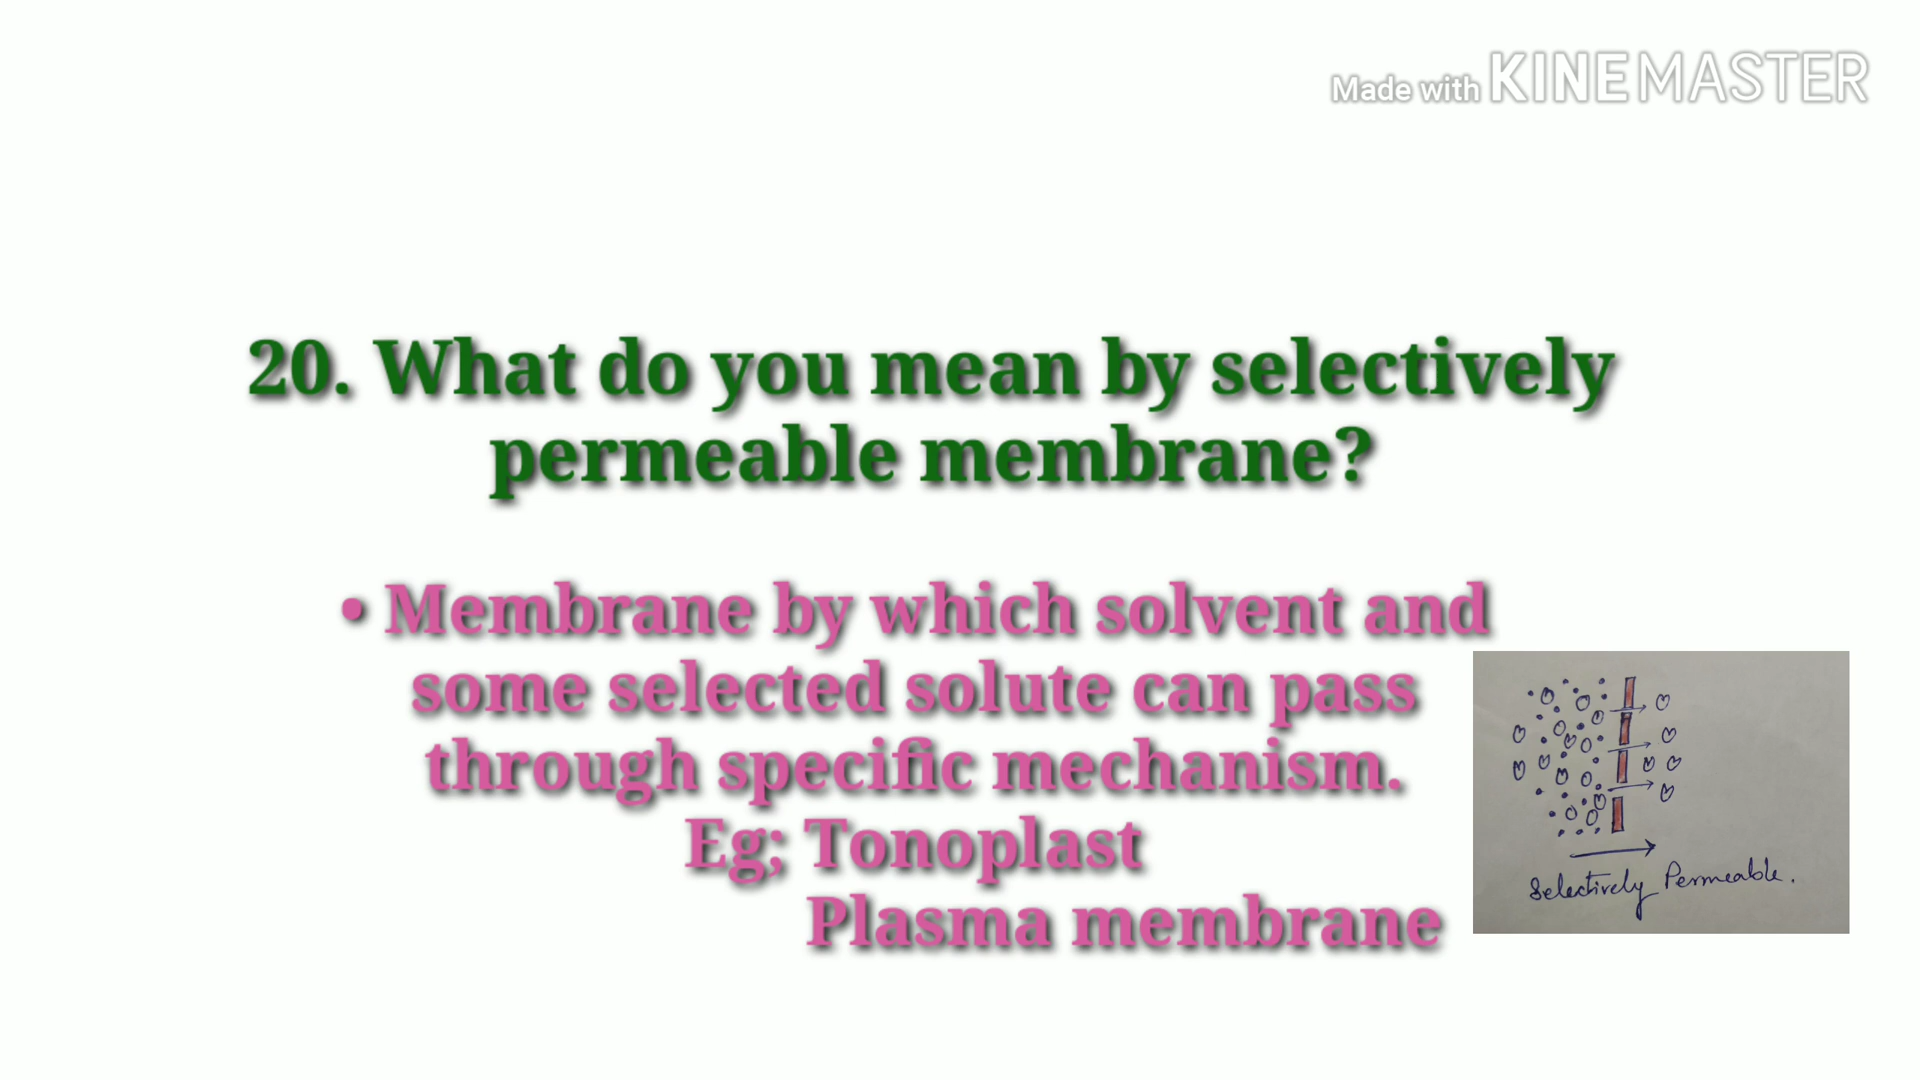 Made with KINEMASTER
20. What do you mean by selectively
permeable membrane?
• Membrane by which solvent and
some selected solute can pass
through specific mechanism.
Eg; Tonoplast
Plasma membrane
Selectively Permeable.